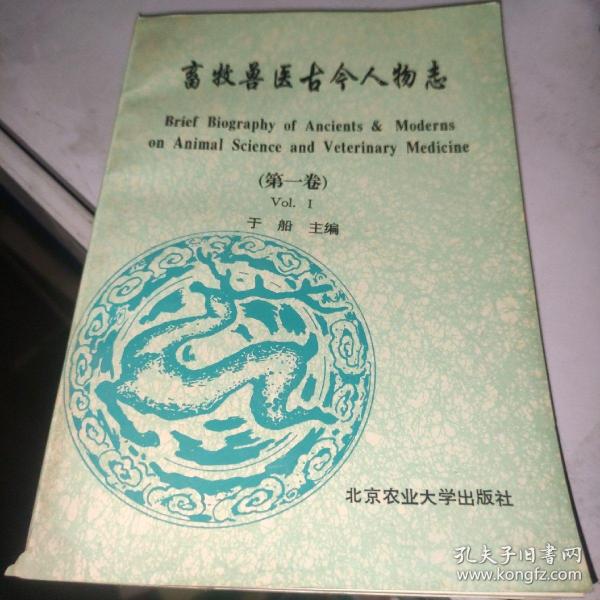 畜牧兽医古今人物志
Brief Biography of Ancients & Moderns
on Animal Science and Veterinary Medicine
(第一卷)
Vol. I
于 船 主编
北京农业大学出版社
孔夫子旧书网
www.kongfz.com